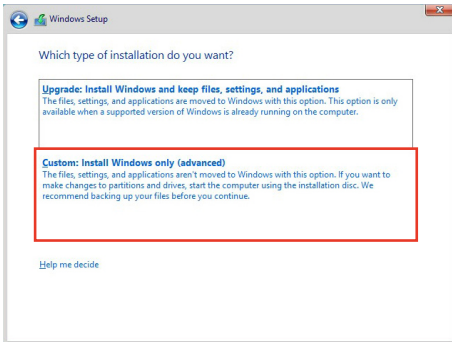 Windows Setup
Which type of installation do you want?
Upgrade: Install Windows and keep files, settings, and applications
The files, settings, and applications are moved to Windows with this option. This option is only
available when a supported version of Windows is already running on the computer.
Custom: Install Windows only (advanced)
The files, settings, and applications aren't moved to Windows with this option. If you want to
make changes to partitions and drives, start the computer using the installation disc. We
recommend backing up your files before you continue.
Help me decide